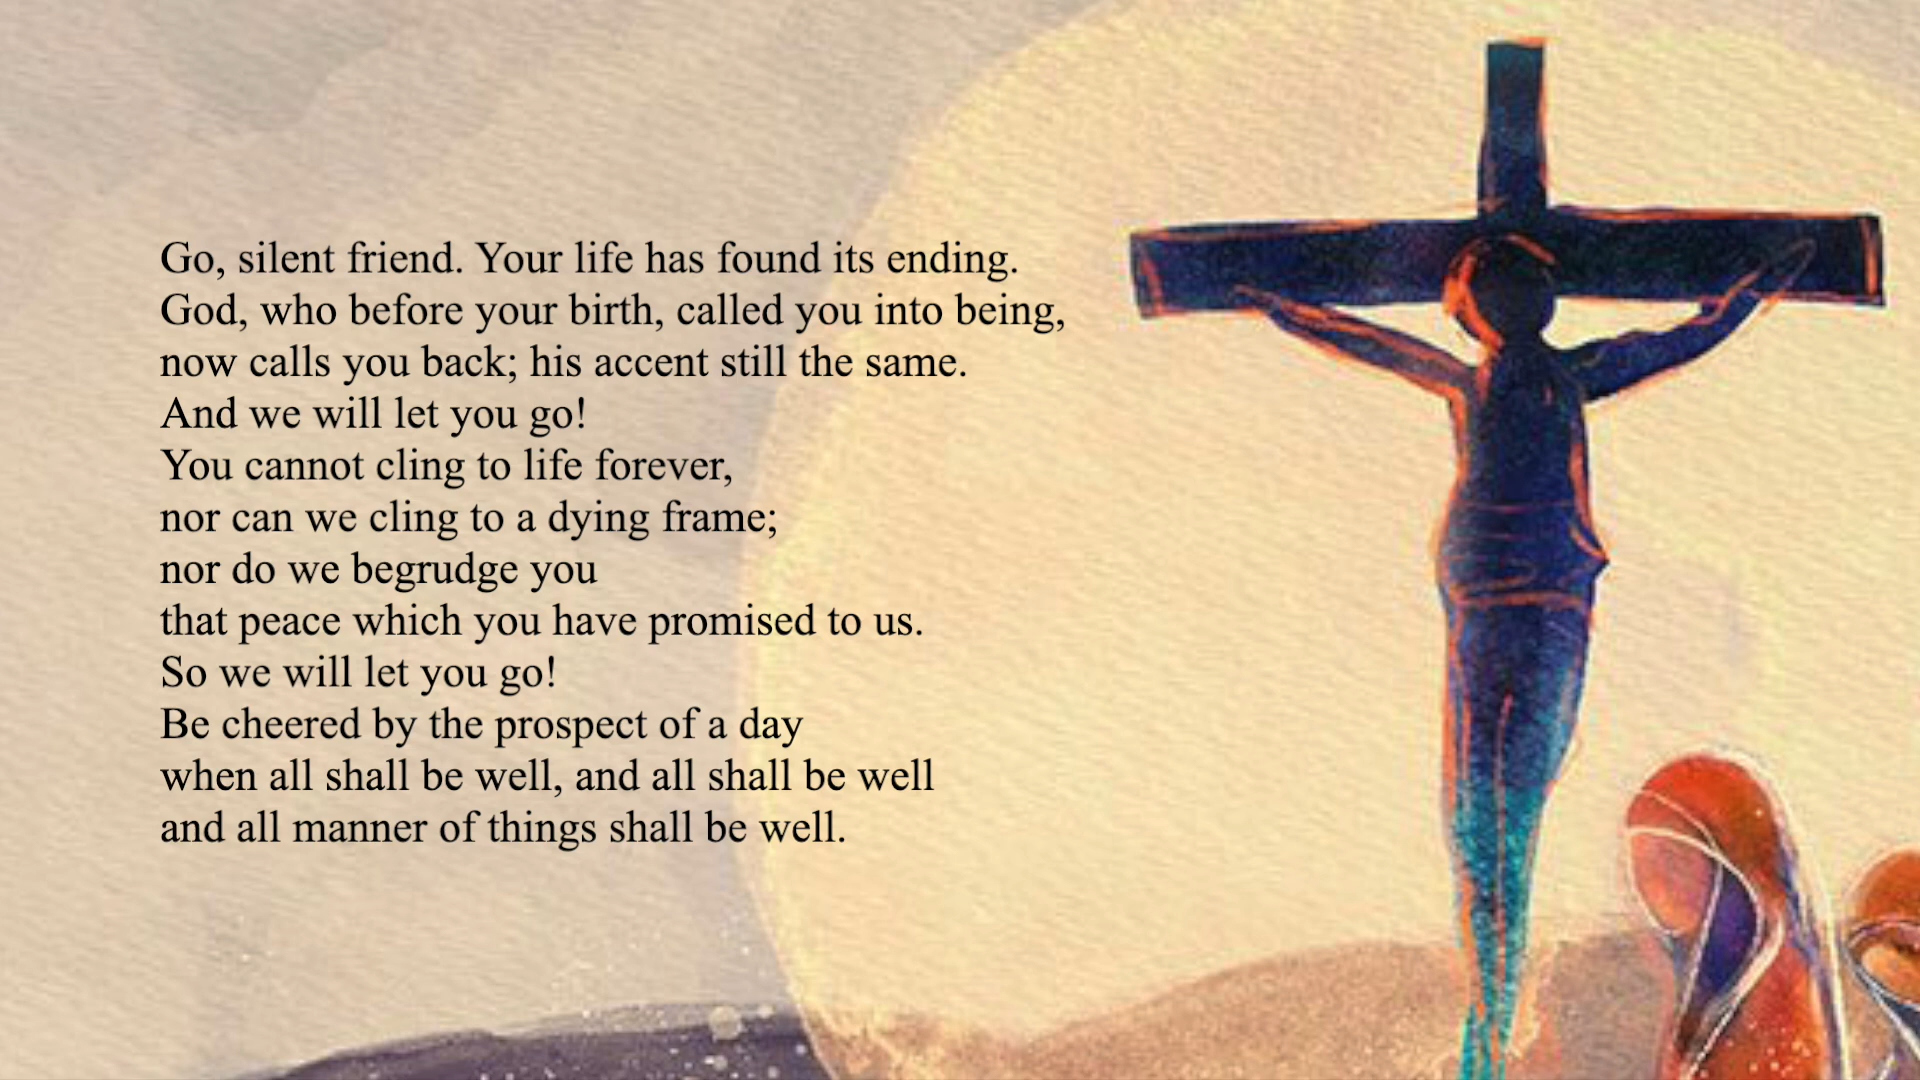 Go, silent friend. Your life has found its ending.
God, who before your birth, called you into being,
now calls you back; his accent still the same.
And we will let you go!
You cannot cling to life forever,
nor can we cling to a dying frame;
nor do we begrudge you
that peace which you have promised to us.
So we will let you go!
Be cheered by the prospect of a day
when all shall be well, and all shall be well
and all manner of things shall be well.